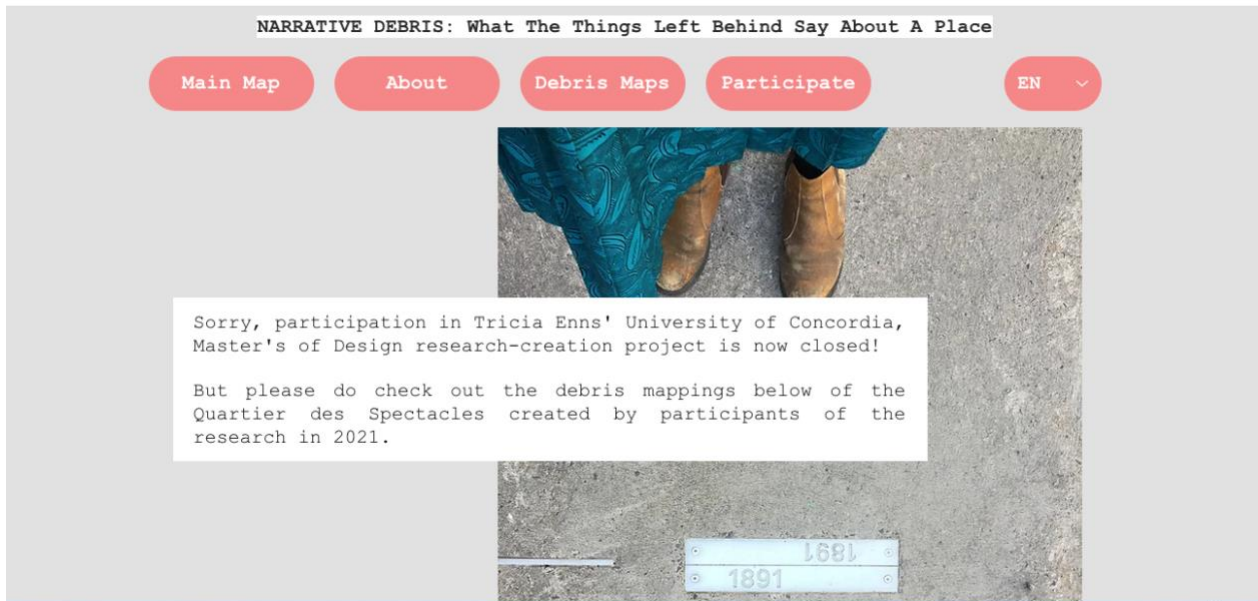 NARRATIVE DEBRIS: What The Things Left Behind Say About A Place
Main Map
About
Debris Maps
Participate
EN
Sorry, participation in Tricia Enns' University of Concordia,
Master's of Design research-creation project is now closed!
But please do check out the debris mappings below of the
Quartier des Spectacles created by participants of the
research in 2021.
1891
1891